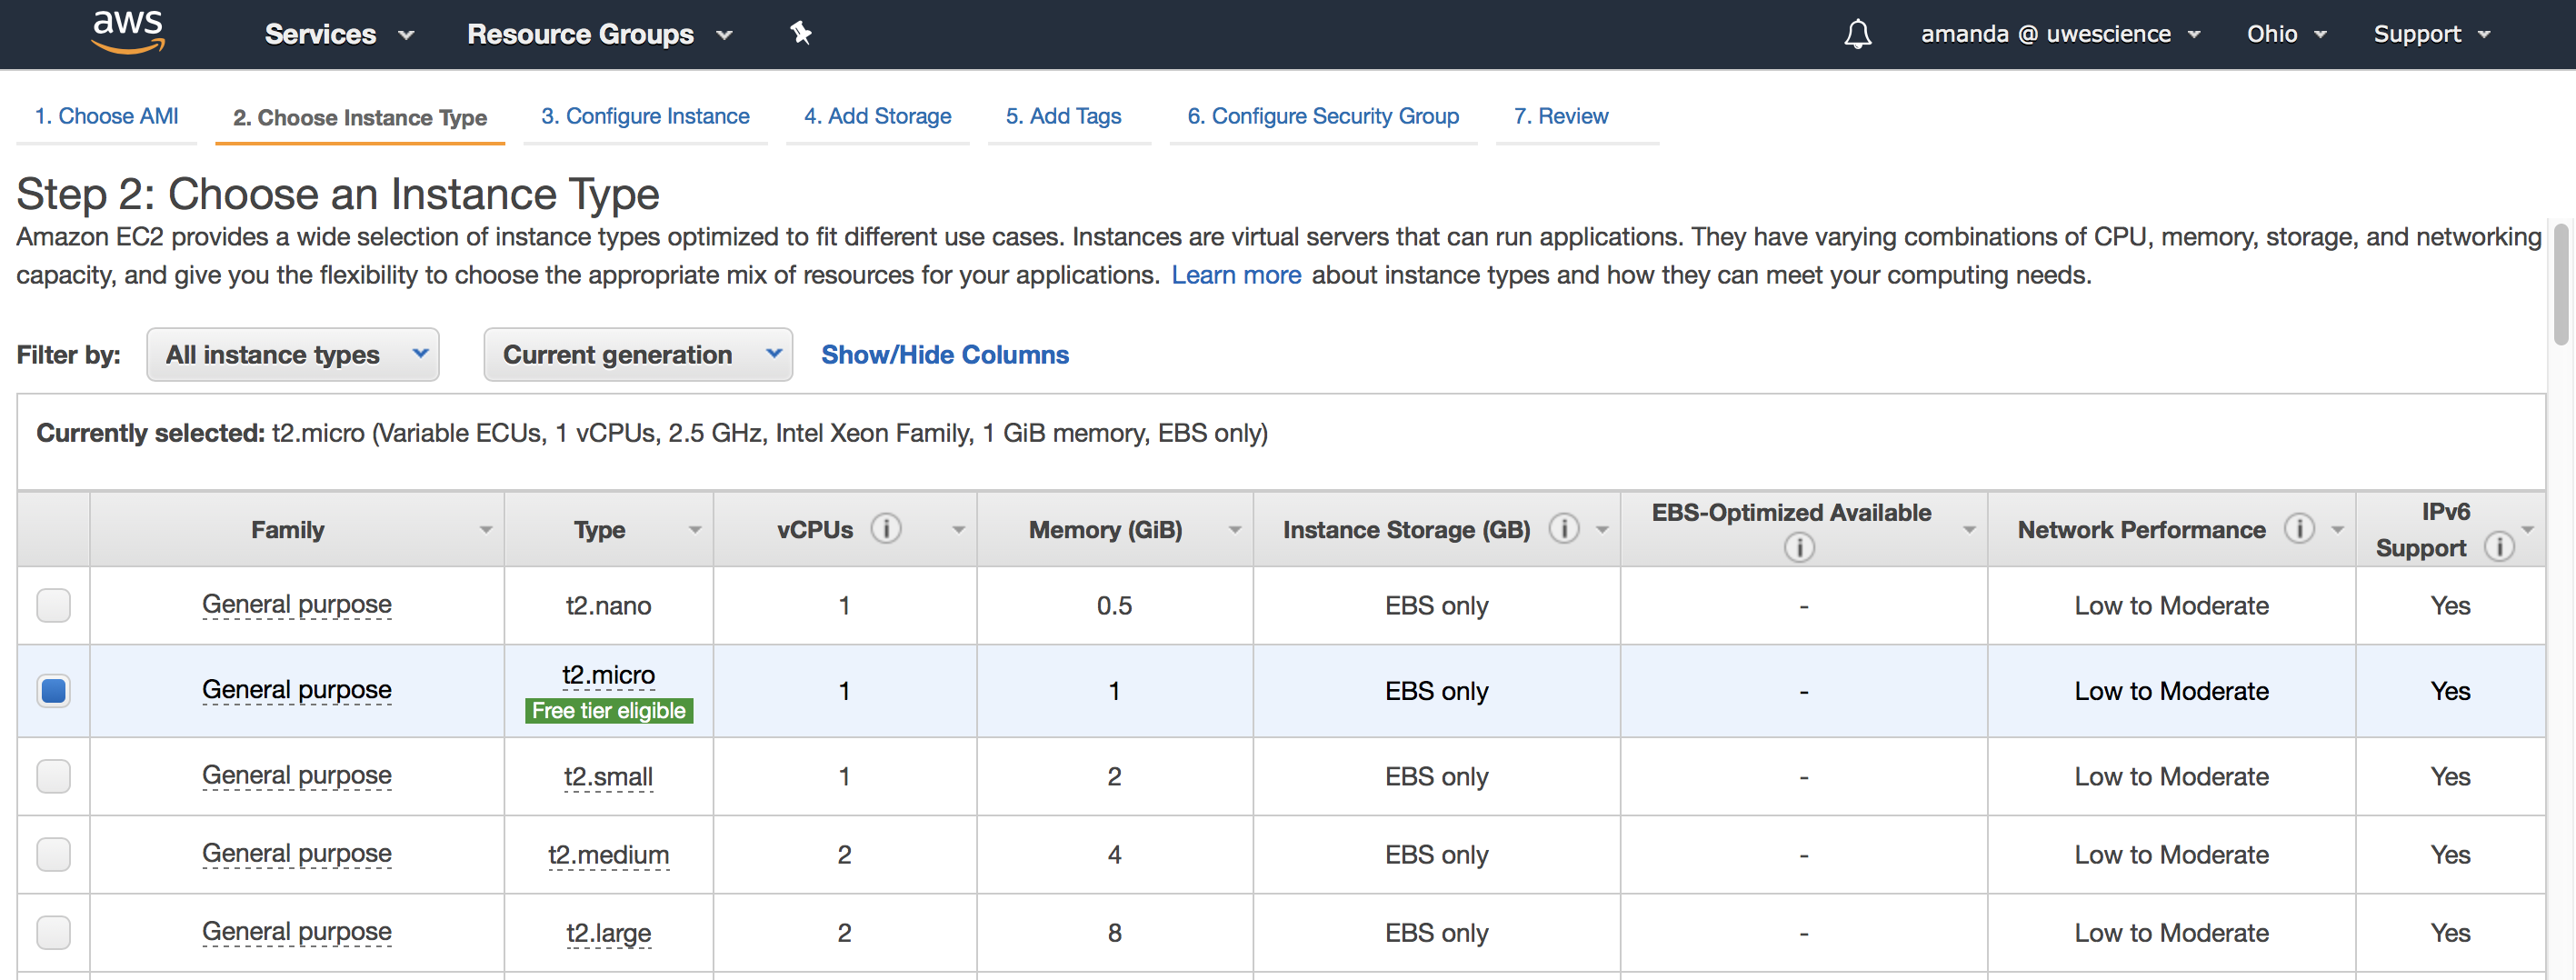 aws Services Resource Groups amanda @ uwescience Ohio Support
1. Choose AMI 2. Choose Instance Type 3. Configure Instance 4. Add Storage 5. Add Tags 6. Configure Security Group 7. Review
Step 2: Choose an Instance Type
Amazon EC2 provides a wide selection of instance types optimized to fit different use cases. Instances are virtual servers that can run applications. They have varying combinations of CPU, memory, storage, and networking
capacity, and give you the flexibility to choose the appropriate mix of resources for your applications. Learn more about instance types and how they can meet your computing needs.
Filter by: All instance types Current generation Show/Hide Columns
Currently selected: t2.micro (Variable ECUs, 1 vCPUs, 2.5 GHz, Intel Xeon Family, 1 GiB memory, EBS only)
Family Type vCPUs i Memory (GiB) Instance Storage (GB) i EBS-Optimized Available i Network Performance i IPv6 Support i
General purpose t2.nano 1 0.5 EBS only - Low to Moderate Yes
General purpose t2.micro Free tier eligible 1 1 EBS only - Low to Moderate Yes
General purpose t2.small 1 2 EBS only - Low to Moderate Yes
General purpose t2.medium 2 4 EBS only - Low to Moderate Yes
General purpose t2.large 2 8 EBS only - Low to Moderate Yes